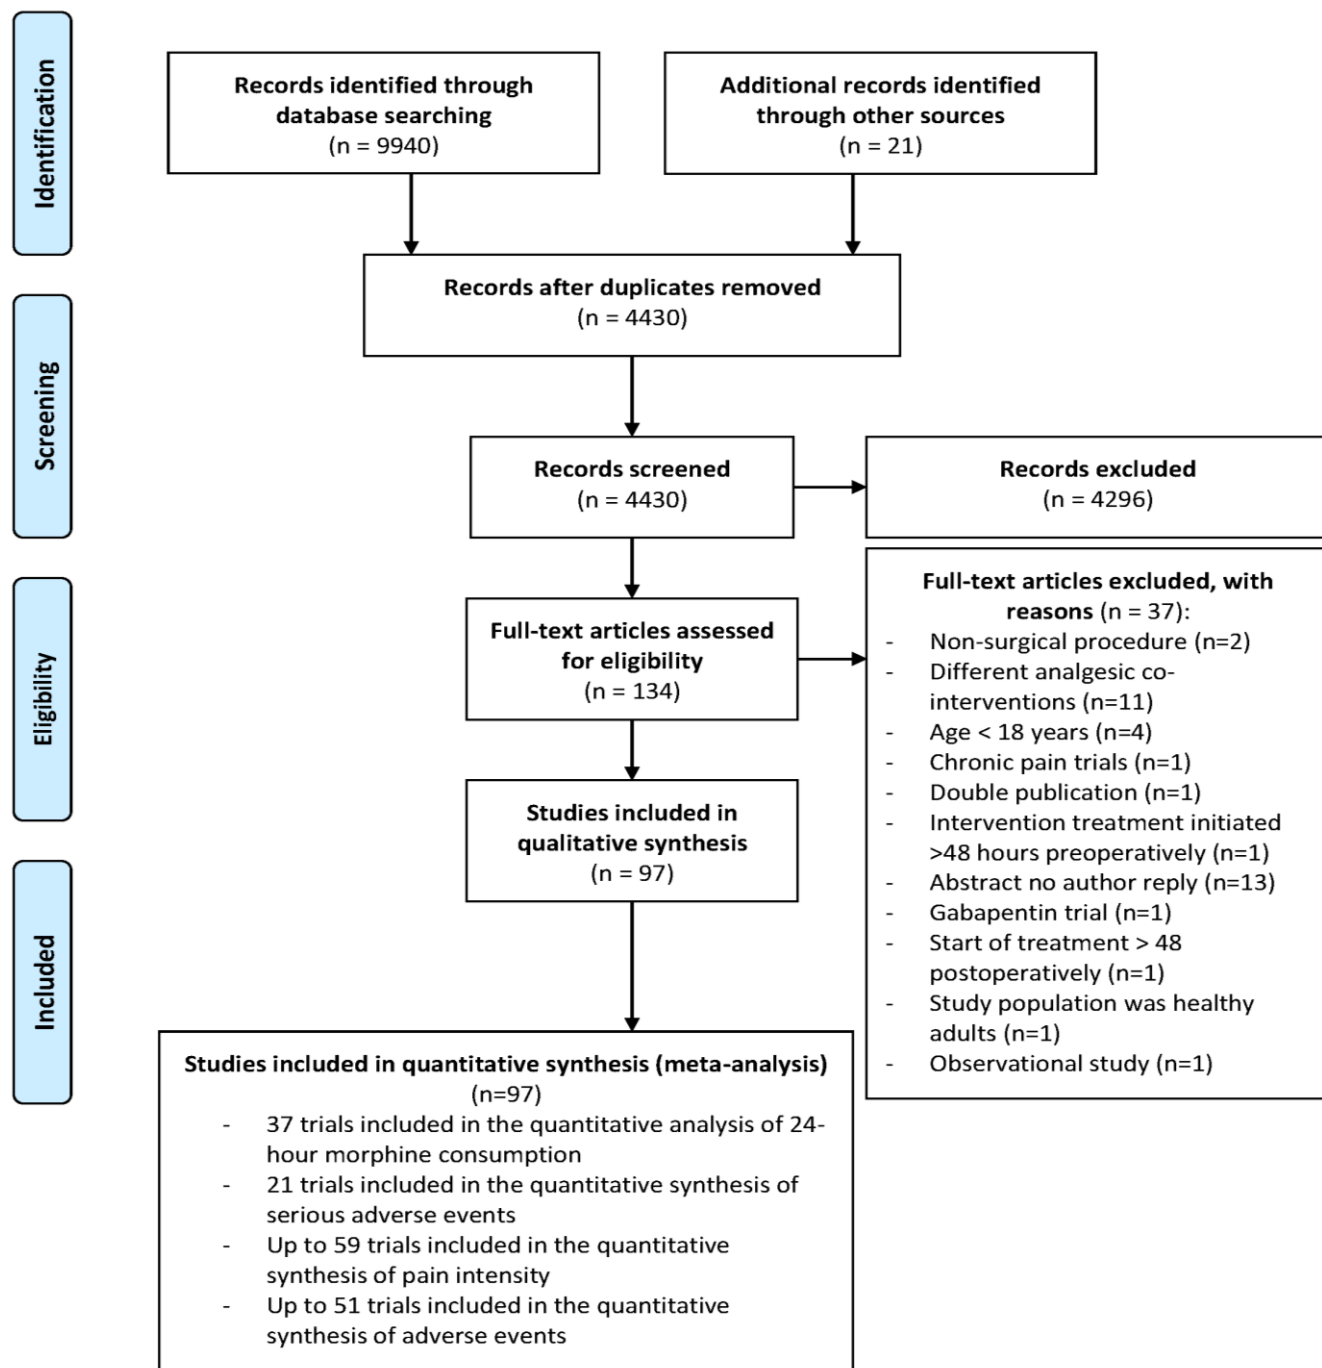 Identification
Records identified through
database searching
(n = 9940)
Additional records identified
through other sources
(n = 21)
Records after duplicates removed
(n = 4430)
Screening
Records screened
(n = 4430)
Records excluded
(n = 4296)
Eligibility
Full-text articles assessed
for eligibility
(n = 134)
Full-text articles excluded, with
reasons (n = 37):
- Non-surgical procedure (n=2)
- Different analgesic co-
interventions (n=11)
- Age < 18 years (n=4)
- Chronic pain trials (n=1)
- Double publication (n=1)
- Intervention treatment initiated
>48 hours preoperatively (n=1)
- Abstract no author reply (n=13)
- Gabapentin trial (n=1)
- Start of treatment > 48
postoperatively (n=1)
- Study population was healthy
adults (n=1)
- Observational study (n=1)
Studies included in
qualitative synthesis
(n = 97)
Included
Studies included in quantitative synthesis (meta-analysis)
(n=97)
- 37 trials included in the quantitative analysis of 24-
hour morphine consumption
- 21 trials included in the quantitative synthesis of
serious adverse events
- Up to 59 trials included in the quantitative
synthesis of pain intensity
- Up to 51 trials included in the quantitative
synthesis of adverse events